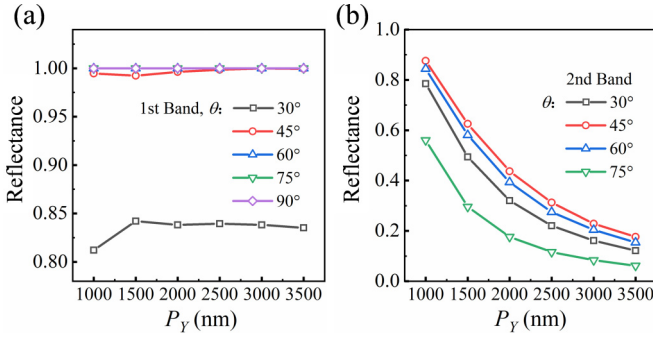 (a)
1.00
0.95
0.90
0.85
0.80
Reflectance
1st Band, θ:
30°
45°
60°
75°
90°
1000 1500 2000 2500 3000 3500
P_Y (nm)
(b)
1.0
0.8
0.6
0.4
0.2
0.0
Reflectance
2nd Band
θ:
30°
45°
60°
75°
1000 1500 2000 2500 3000 3500
P_Y (nm)